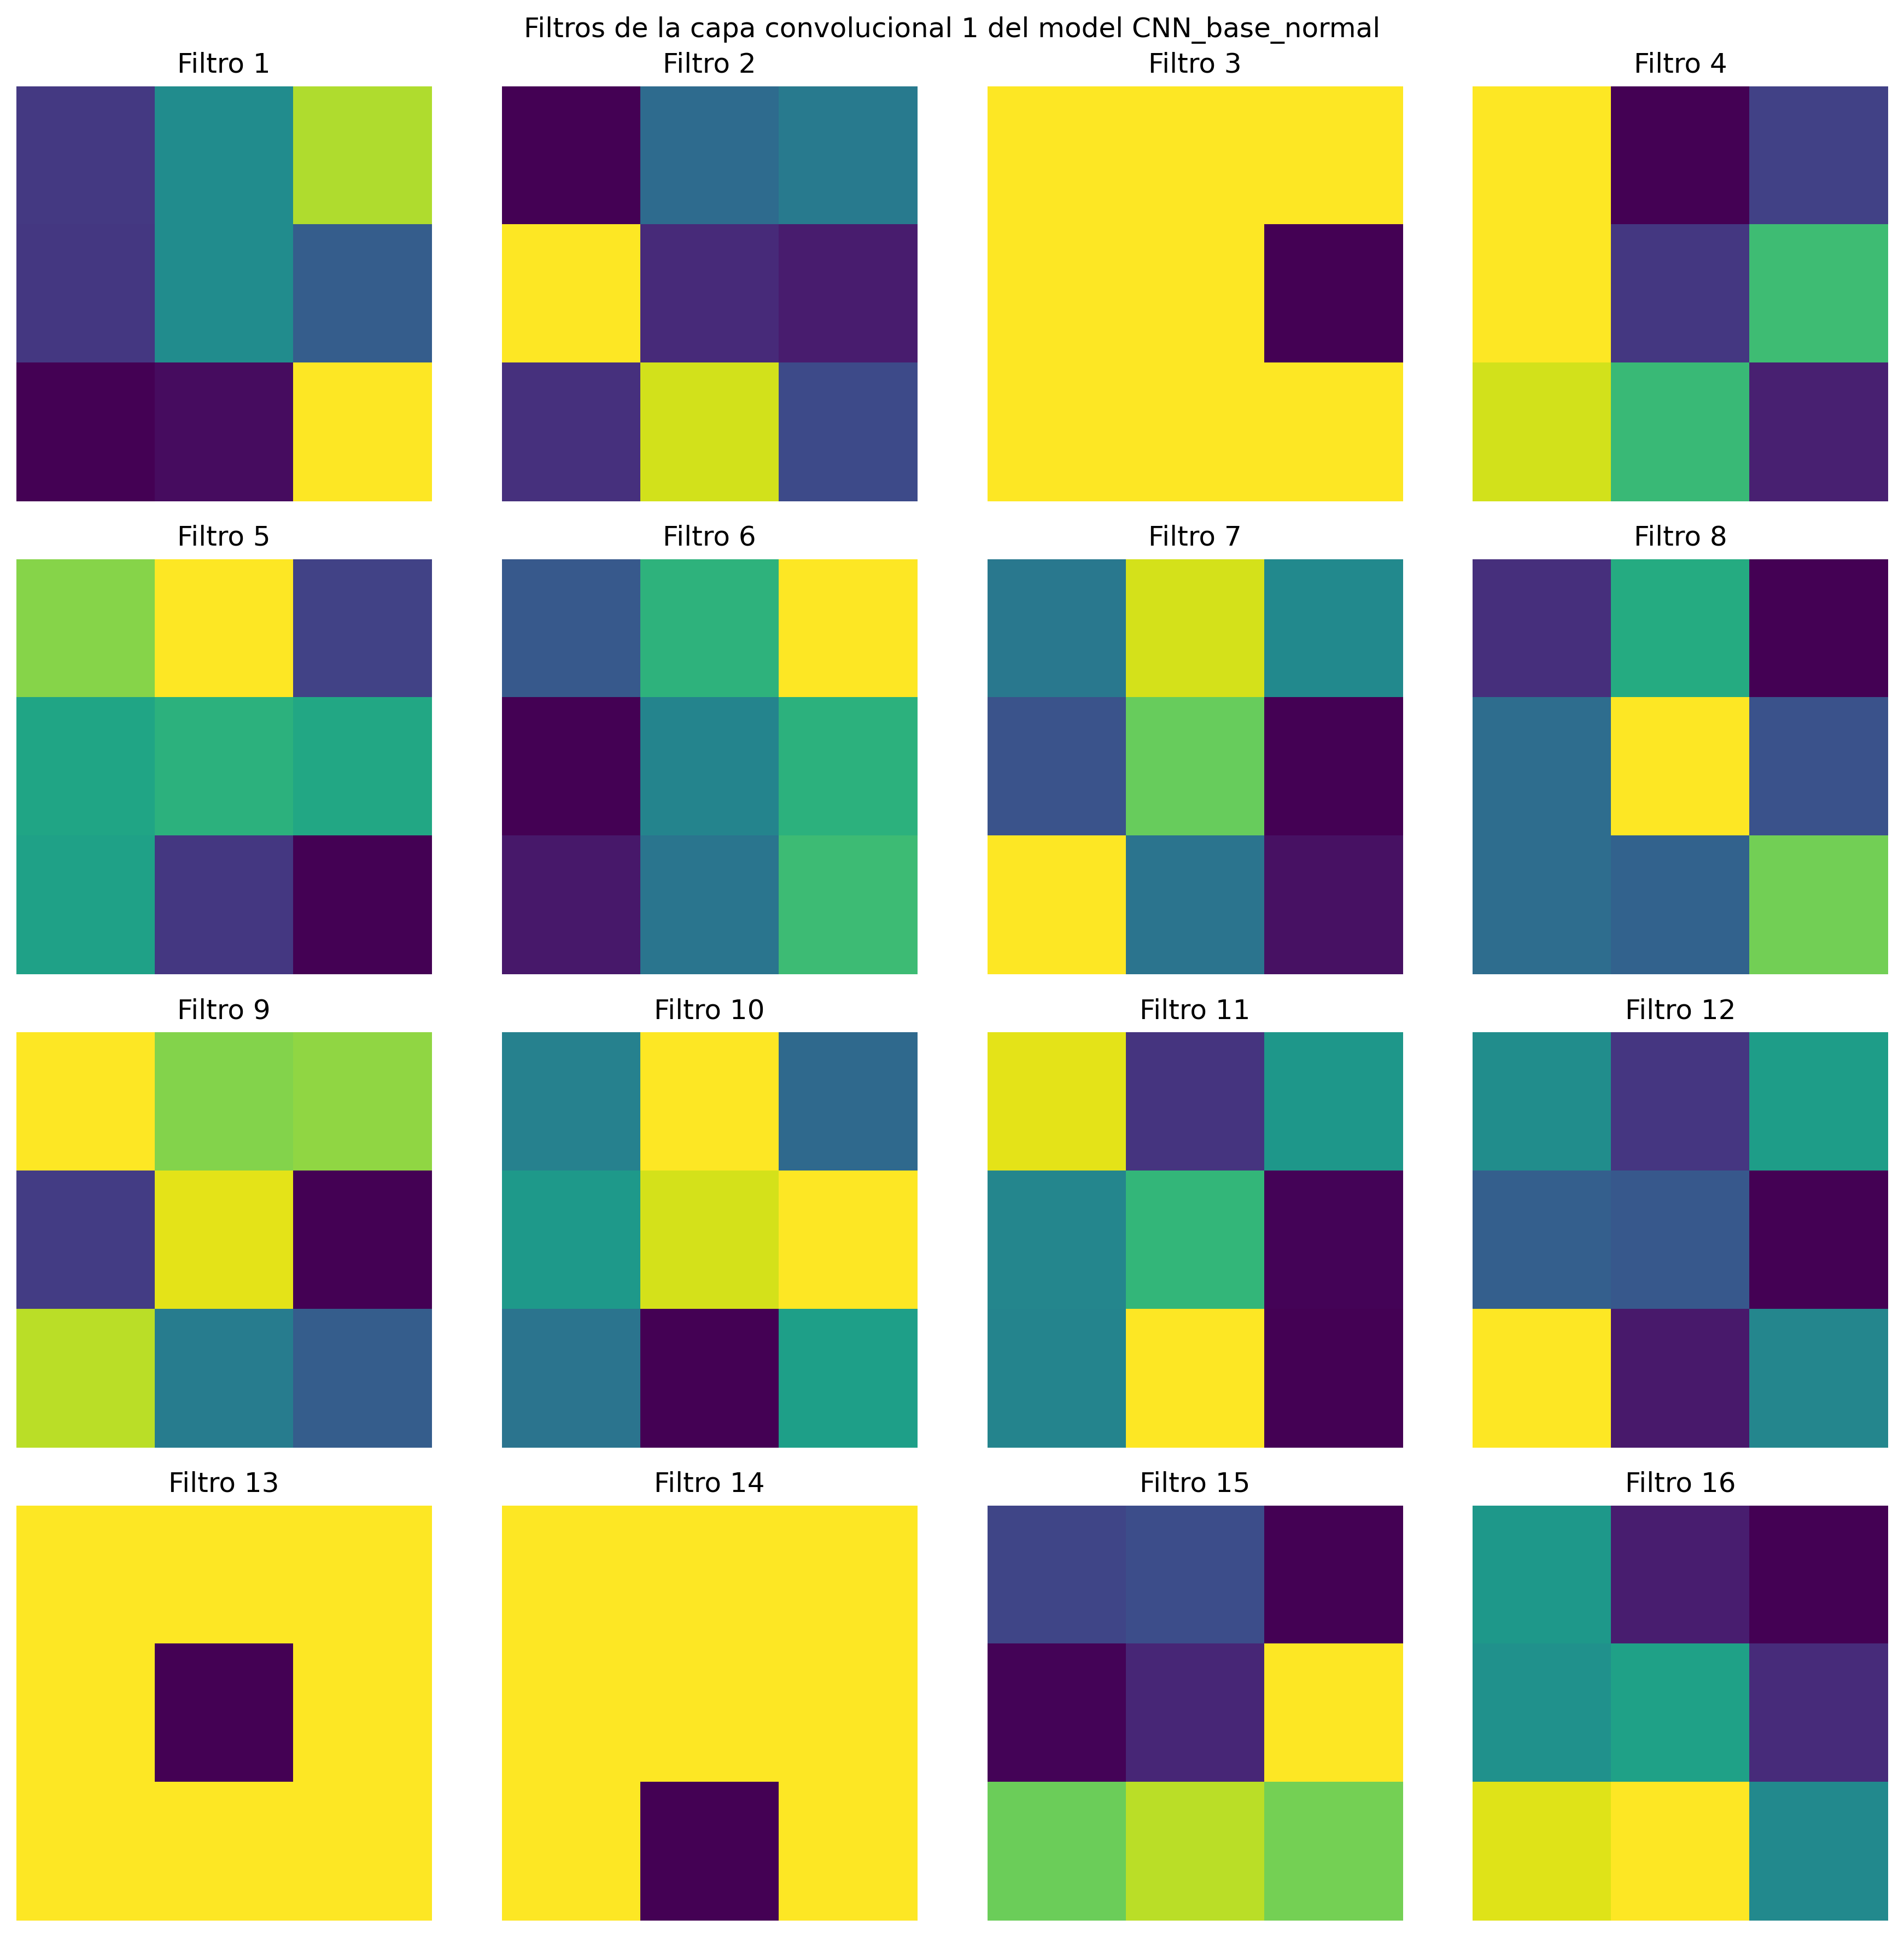 Filtros de la capa convolucional 1 del model CNN_base_normal
Filtro 1
Filtro 2
Filtro 3
Filtro 4
Filtro 5
Filtro 6
Filtro 7
Filtro 8
Filtro 9
Filtro 10
Filtro 11
Filtro 12
Filtro 13
Filtro 14
Filtro 15
Filtro 16